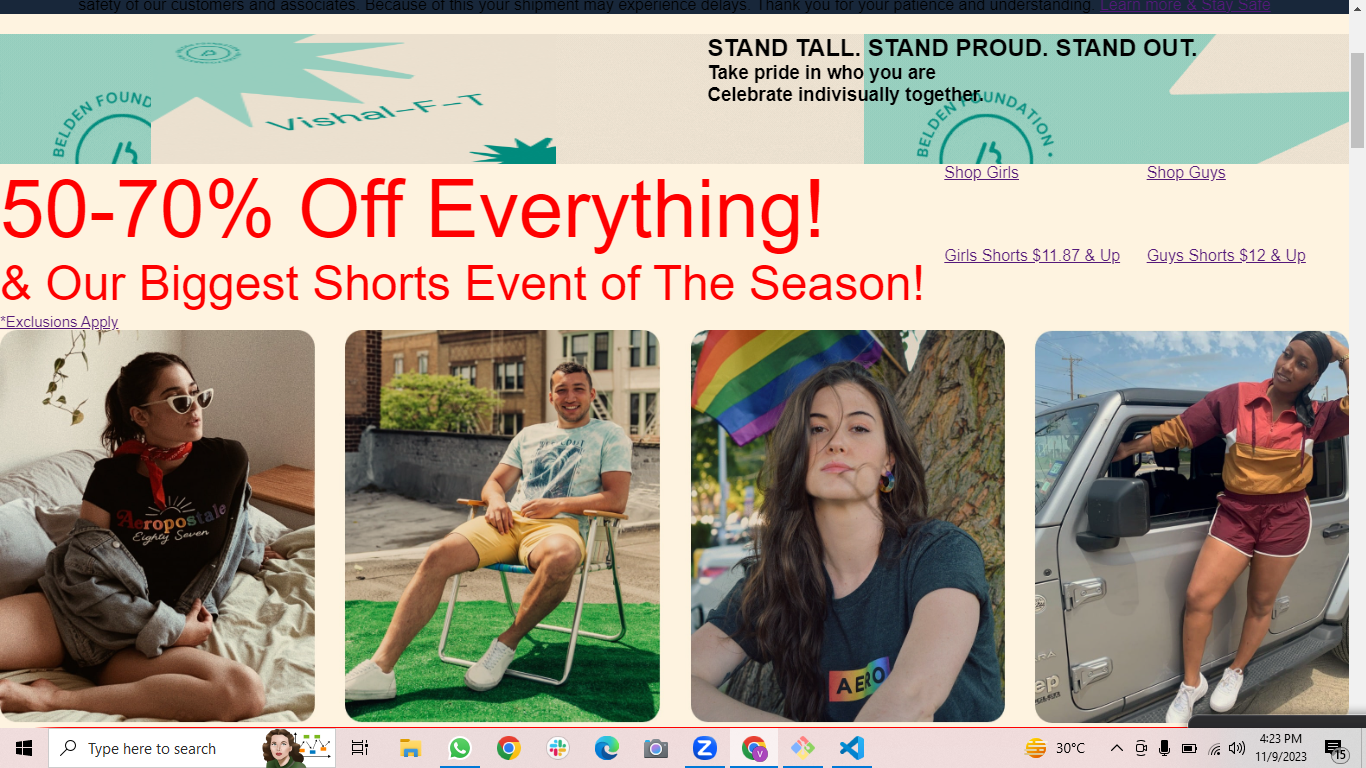 safety of our customers and associates. Because of this your shipment may experience delays. Thank you for your patience and understanding. Learn more & Stay Safe
STAND TALL. STAND PROUD. STAND OUT.
Take pride in who you are
Celebrate indivisually together.
BELDEN FOUND
Vishal-F-T
BELDEN FOUNDATION •
50-70% Off Everything!
& Our Biggest Shorts Event of The Season!
*Exclusions Apply
Shop Girls
Shop Guys
Girls Shorts $11.87 & Up
Guys Shorts $12 & Up
Aeropostale
Eighty Seven
AERO
Type here to search
30°C
4:23 PM
11/9/2023
15